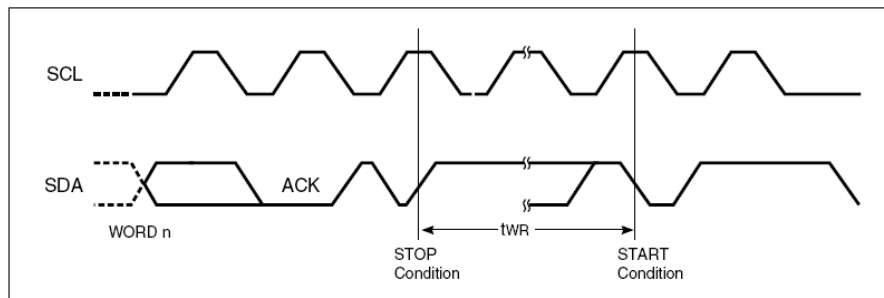 SCL
SDA
ACK
WORD n
tWR
STOP
Condition
START
Condition